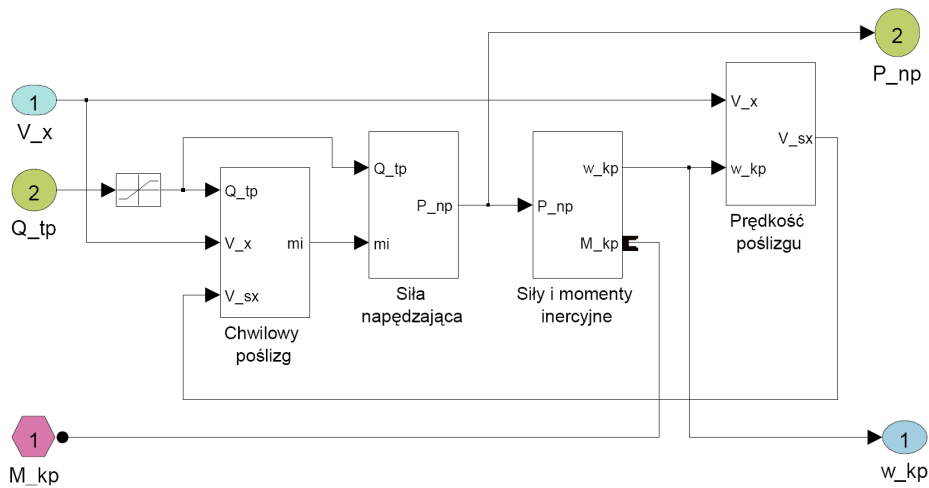 2
P_np
1
V_x
V_x
V_sx
w_kp
Prędkość
poślizgu
2
Q_tp
Q_tp
V_x
mi
V_sx
Chwilowy
poślizg
Q_tp
P_np
mi
Siła
napędzająca
w_kp
P_np
M_kp
Siły i momenty
inercyjne
1
M_kp
1
w_kp